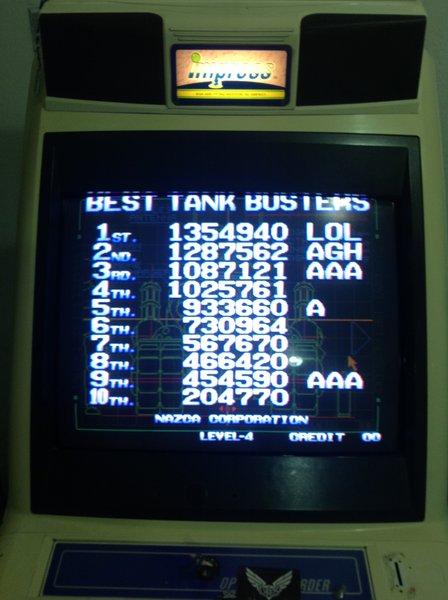 impress
BEST TANK BUSTERS
1ST. 1354940 LOL
2ND. 1287562 AGH
3RD. 1087121 AAA
4TH. 1025761
5TH. 933660 A
6TH. 730964
7TH. 567670
8TH. 466420
9TH. 454590 AAA
10TH. 204770
NAZCA CORPORATION
LEVEL-4 CREDIT 00